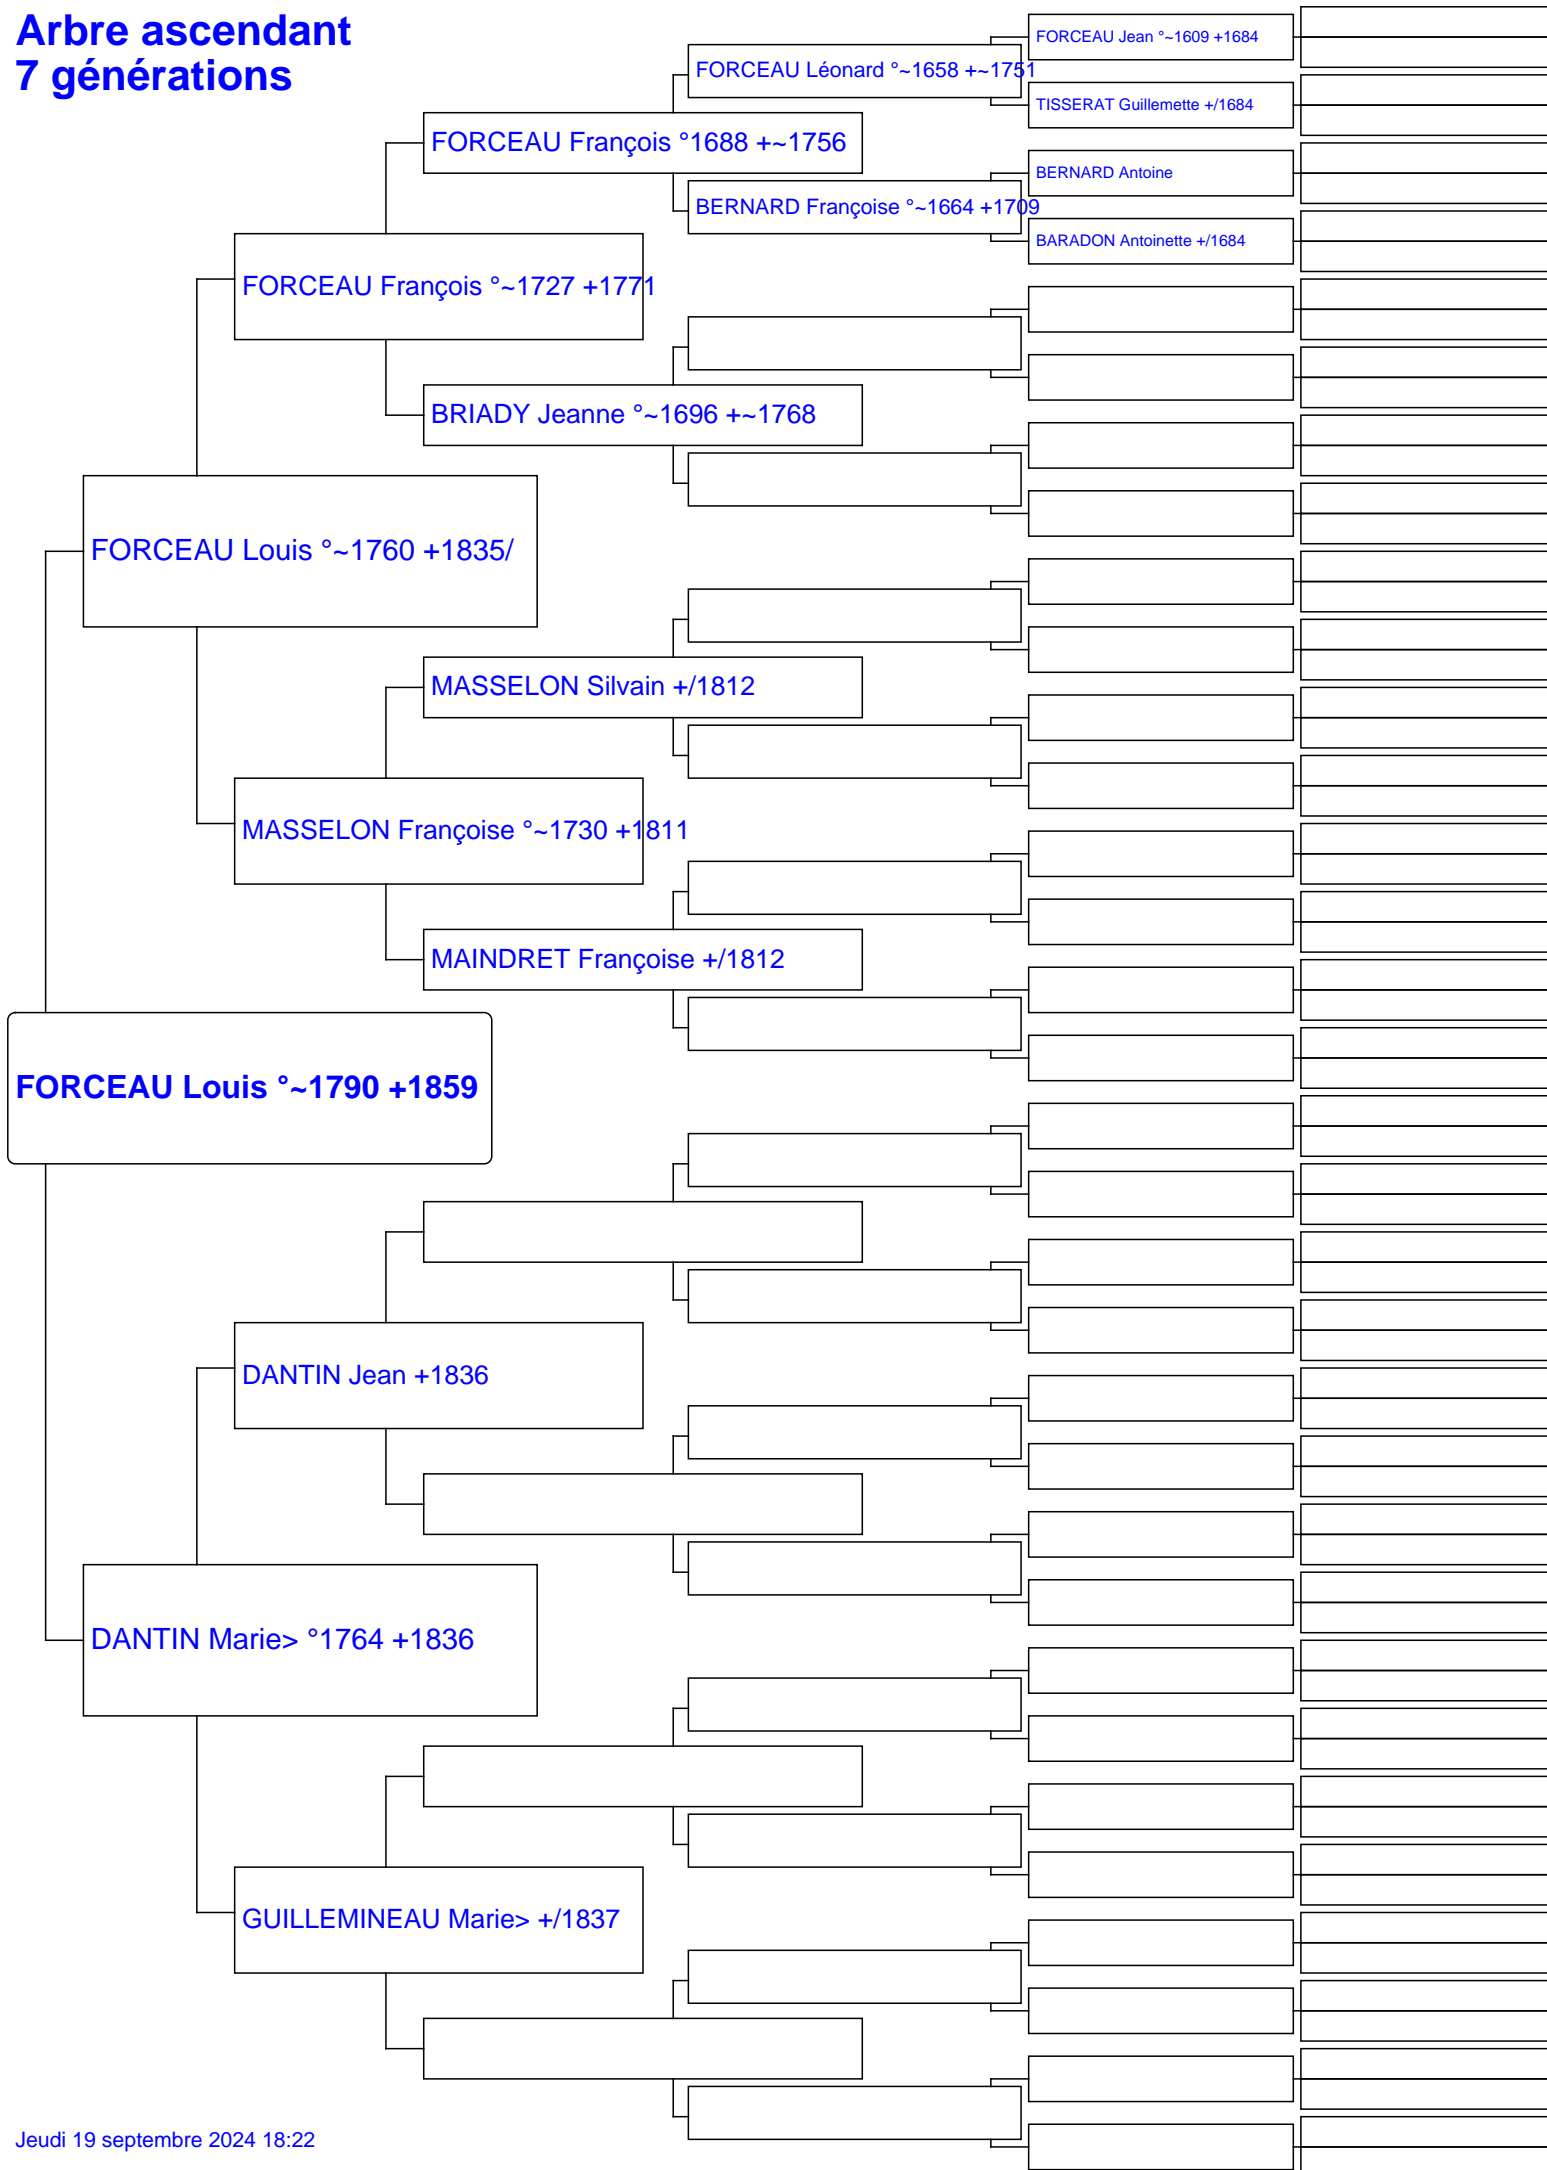 Arbre ascendant
7 générations
FORCEAU Jean °~1609 +1684
FORCEAU Léonard °~1658 +~1751
TISSERAT Guillemette +/1684
FORCEAU François °1688 +~1756
BERNARD Antoine
BERNARD Françoise °~1664 +1709
BARADON Antoinette +/1684
FORCEAU François °~1727 +1771
BRIADY Jeanne °~1696 +~1768
FORCEAU Louis °~1760 +1835/
MASSELON Silvain +/1812
MASSELON Françoise °~1730 +1811
MAINDRET Françoise +/1812
FORCEAU Louis °~1790 +1859
DANTIN Jean +1836
DANTIN Marie> °1764 +1836
GUILLEMINEAU Marie> +/1837
Jeudi 19 septembre 2024 18:22